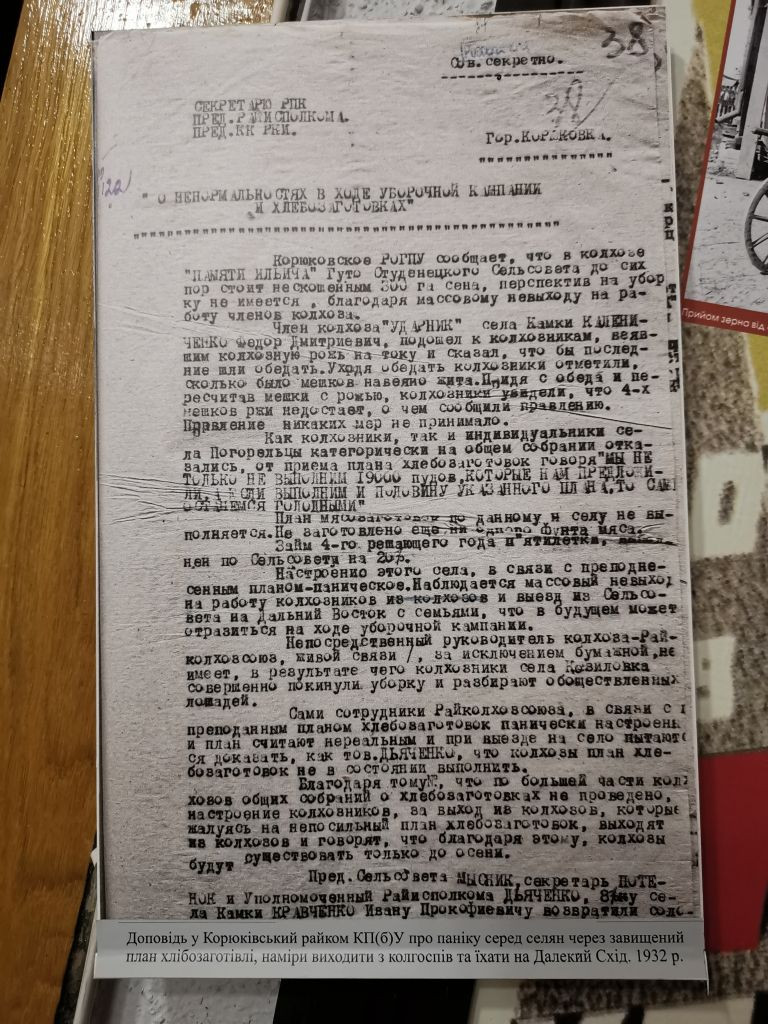 38
Сов. секретно.
СЕКРЕТАРЮ РПК
ПРЕД. РАЙИСПОЛКОМА.
ПРЕД. КК РКИ.
Гор. КОРЮКОВКА.
122
" О НЕНОРМАЛЬНОСТЯХ В ХОДЕ УБОРОЧНОЙ КАМПАНИИ
И ХЛЕБОЗАГОТОВКАХ"
Корюковское РОГПУ сообщает, что в колхозе
"ПАМЯТИ ИЛЬИЧА" Гуто Студенецкого Сельсовета до сих
пор стоит нескошенным 300 га сена, перспектив на убор
ку не имеется , благодаря массовому невыходу на ра-
боту членов колхоза.
Член колхоза "УДАРНИК" села Камки КАЛЕНИ-
ЧЕНКО Федор Дмитриевич, подошел к колхозникам, веяв-
шим колхозную рожь на току и сказал, что бы послед-
ние шли обедать. Уходя обедать колхозники отметили,
сколько было мешков навеяно жита. Придя с обеда и пе-
ресчитав мешки с рожью, колхозники увидели, что 4-х
мешков ржи недостает, о чем сообщили правлению.
Правление никаких мер не принимало.
Как колхозники, так и индивидуальники се-
ла Погорельцы категорически на общем собрании отка-
зались, от приема плана хлебозаготовок говоря "МЫ НЕ
ТОЛЬКО НЕ ВЫПОЛНИМ 19000 пудов, КОТОРЫЕ НАМ ПРЕДЛОЖИ-
ЛИ, А ЕСЛИ ВЫПОЛНИМ И ПОЛОВИНУ УКАЗАННОГО ПЛАНА, ТО САМИ
ОСТАНЕМСЯ ГОЛОДНЫМИ"
План мясозаготовок по данному и селу не вы-
полняется. Не заготовлено еще ни одного фунта мяса.
Займ 4-го решающего года п"ятилетки,
нен по Сельсовету на 20%.
Настроение этого села, в связи с преподне-
сенным планом-паническое. Наблюдается массовый невыход
на работу колхозников из колхозов и выезд из Сельсо-
вета на Дальний Восток с семьями, что в будущем может
отразиться на ходе уборочной кампании.
Непосредственный руководитель колхоза-Рай-
колхозсоюз, живой связи /, за исключением бумажной, не
имеет, в результате чего колхозники села Козиловка
совершенно покинули уборку и разбирают обобществленных
лошадей.
Сами сотрудники Райколхозсоюза, в связи с
преподанным планом хлебозаготовок панически настроены
и план считают нереальным и при выезде на село пытают
ся доказать, как тов. ДЬЯЧЕНКО, что колхозы план хле-
бозаготовок не в состоянии выполнить.
Благодаря тому, что по большей части кол
хозов общих собраний о хлебозаготовках не проведено,
настроение колхозников, за выход из колхозов, которые
жалуясь на непосильный план хлебозаготовок, выходят
из колхозов и говорят, что благодаря этому, колхозы
будут существовать только до осени.
Пред. Сельсовета МЫСНИК, секретарь ПОТЕ-
НОК и Уполномоченный Райисполкома ДЬЯЧЕНКО, се-
ла Камки КРАВЧЕНКО Ивану Прокофиевичу возвратили
Доповідь у Корюківський райком КП(б)У про паніку серед селян через завищений
план хлібозаготівлі, наміри виходити з колгоспів та їхати на Далекий Схід. 1932 р.
Прийом зерна від